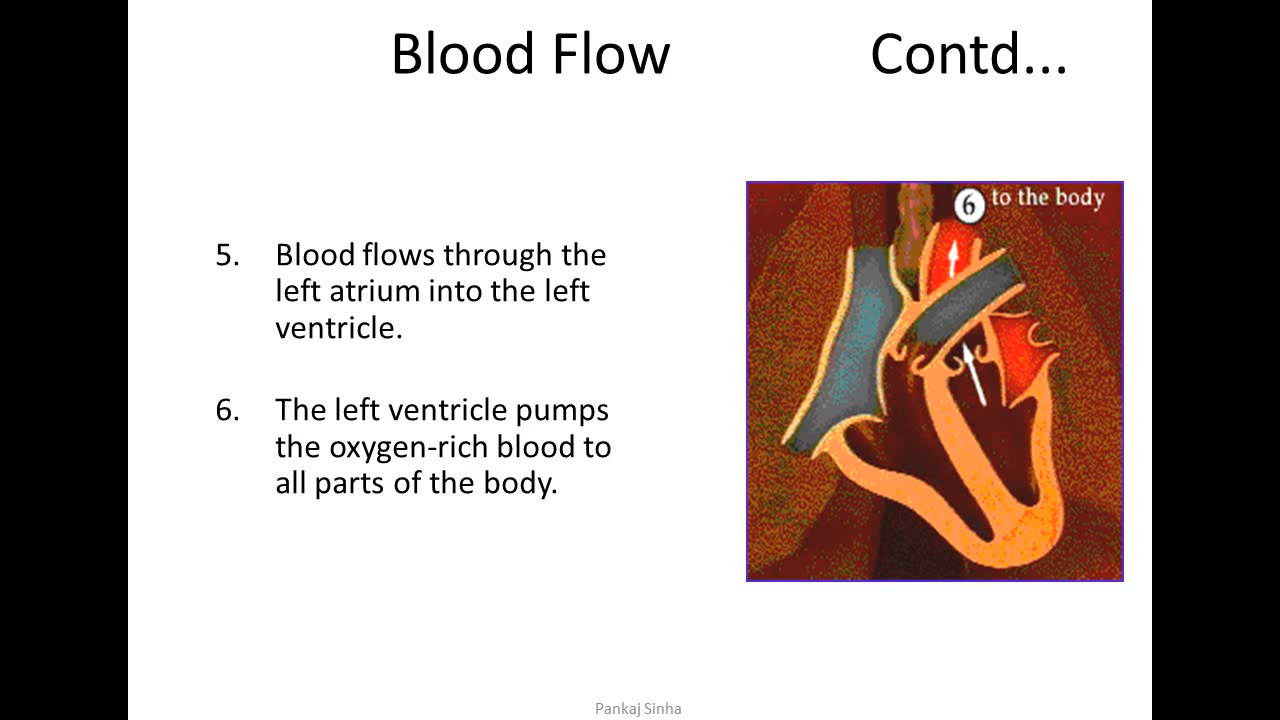 Blood Flow Contd...
5. Blood flows through the
left atrium into the left
ventricle.
6. The left ventricle pumps
the oxygen-rich blood to
all parts of the body.
6 to the body
Pankaj Sinha